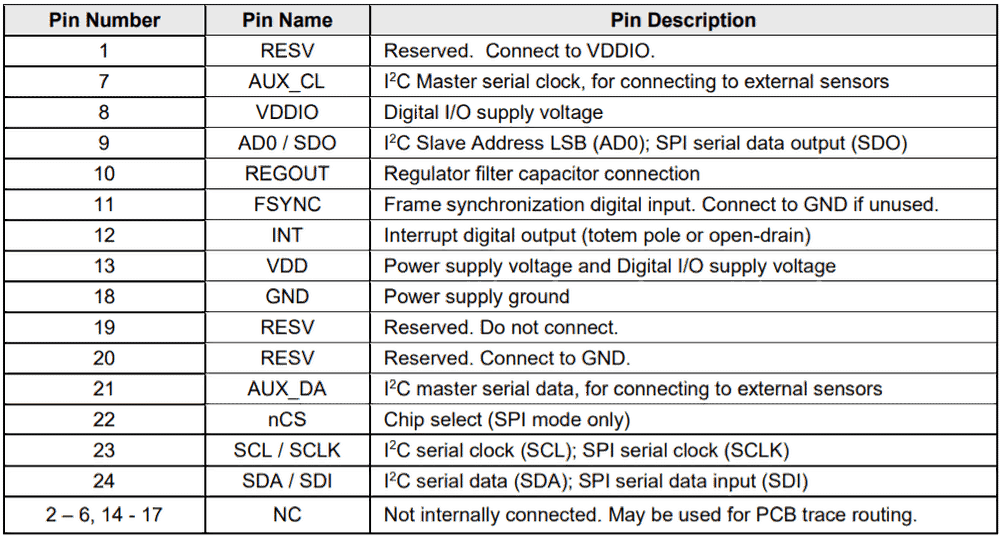 Pin Number Pin Name Pin Description
1 RESV Reserved. Connect to VDDIO.
7 AUX_CL I²C Master serial clock, for connecting to external sensors
8 VDDIO Digital I/O supply voltage
9 AD0 / SDO I²C Slave Address LSB (AD0); SPI serial data output (SDO)
10 REGOUT Regulator filter capacitor connection
11 FSYNC Frame synchronization digital input. Connect to GND if unused.
12 INT Interrupt digital output (totem pole or open-drain)
13 VDD Power supply voltage and Digital I/O supply voltage
18 GND Power supply ground
19 RESV Reserved. Do not connect.
20 RESV Reserved. Connect to GND.
21 AUX_DA I²C master serial data, for connecting to external sensors
22 nCS Chip select (SPI mode only)
23 SCL / SCLK I²C serial clock (SCL); SPI serial clock (SCLK)
24 SDA / SDI I²C serial data (SDA); SPI serial data input (SDI)
2 – 6, 14 - 17 NC Not internally connected. May be used for PCB trace routing.